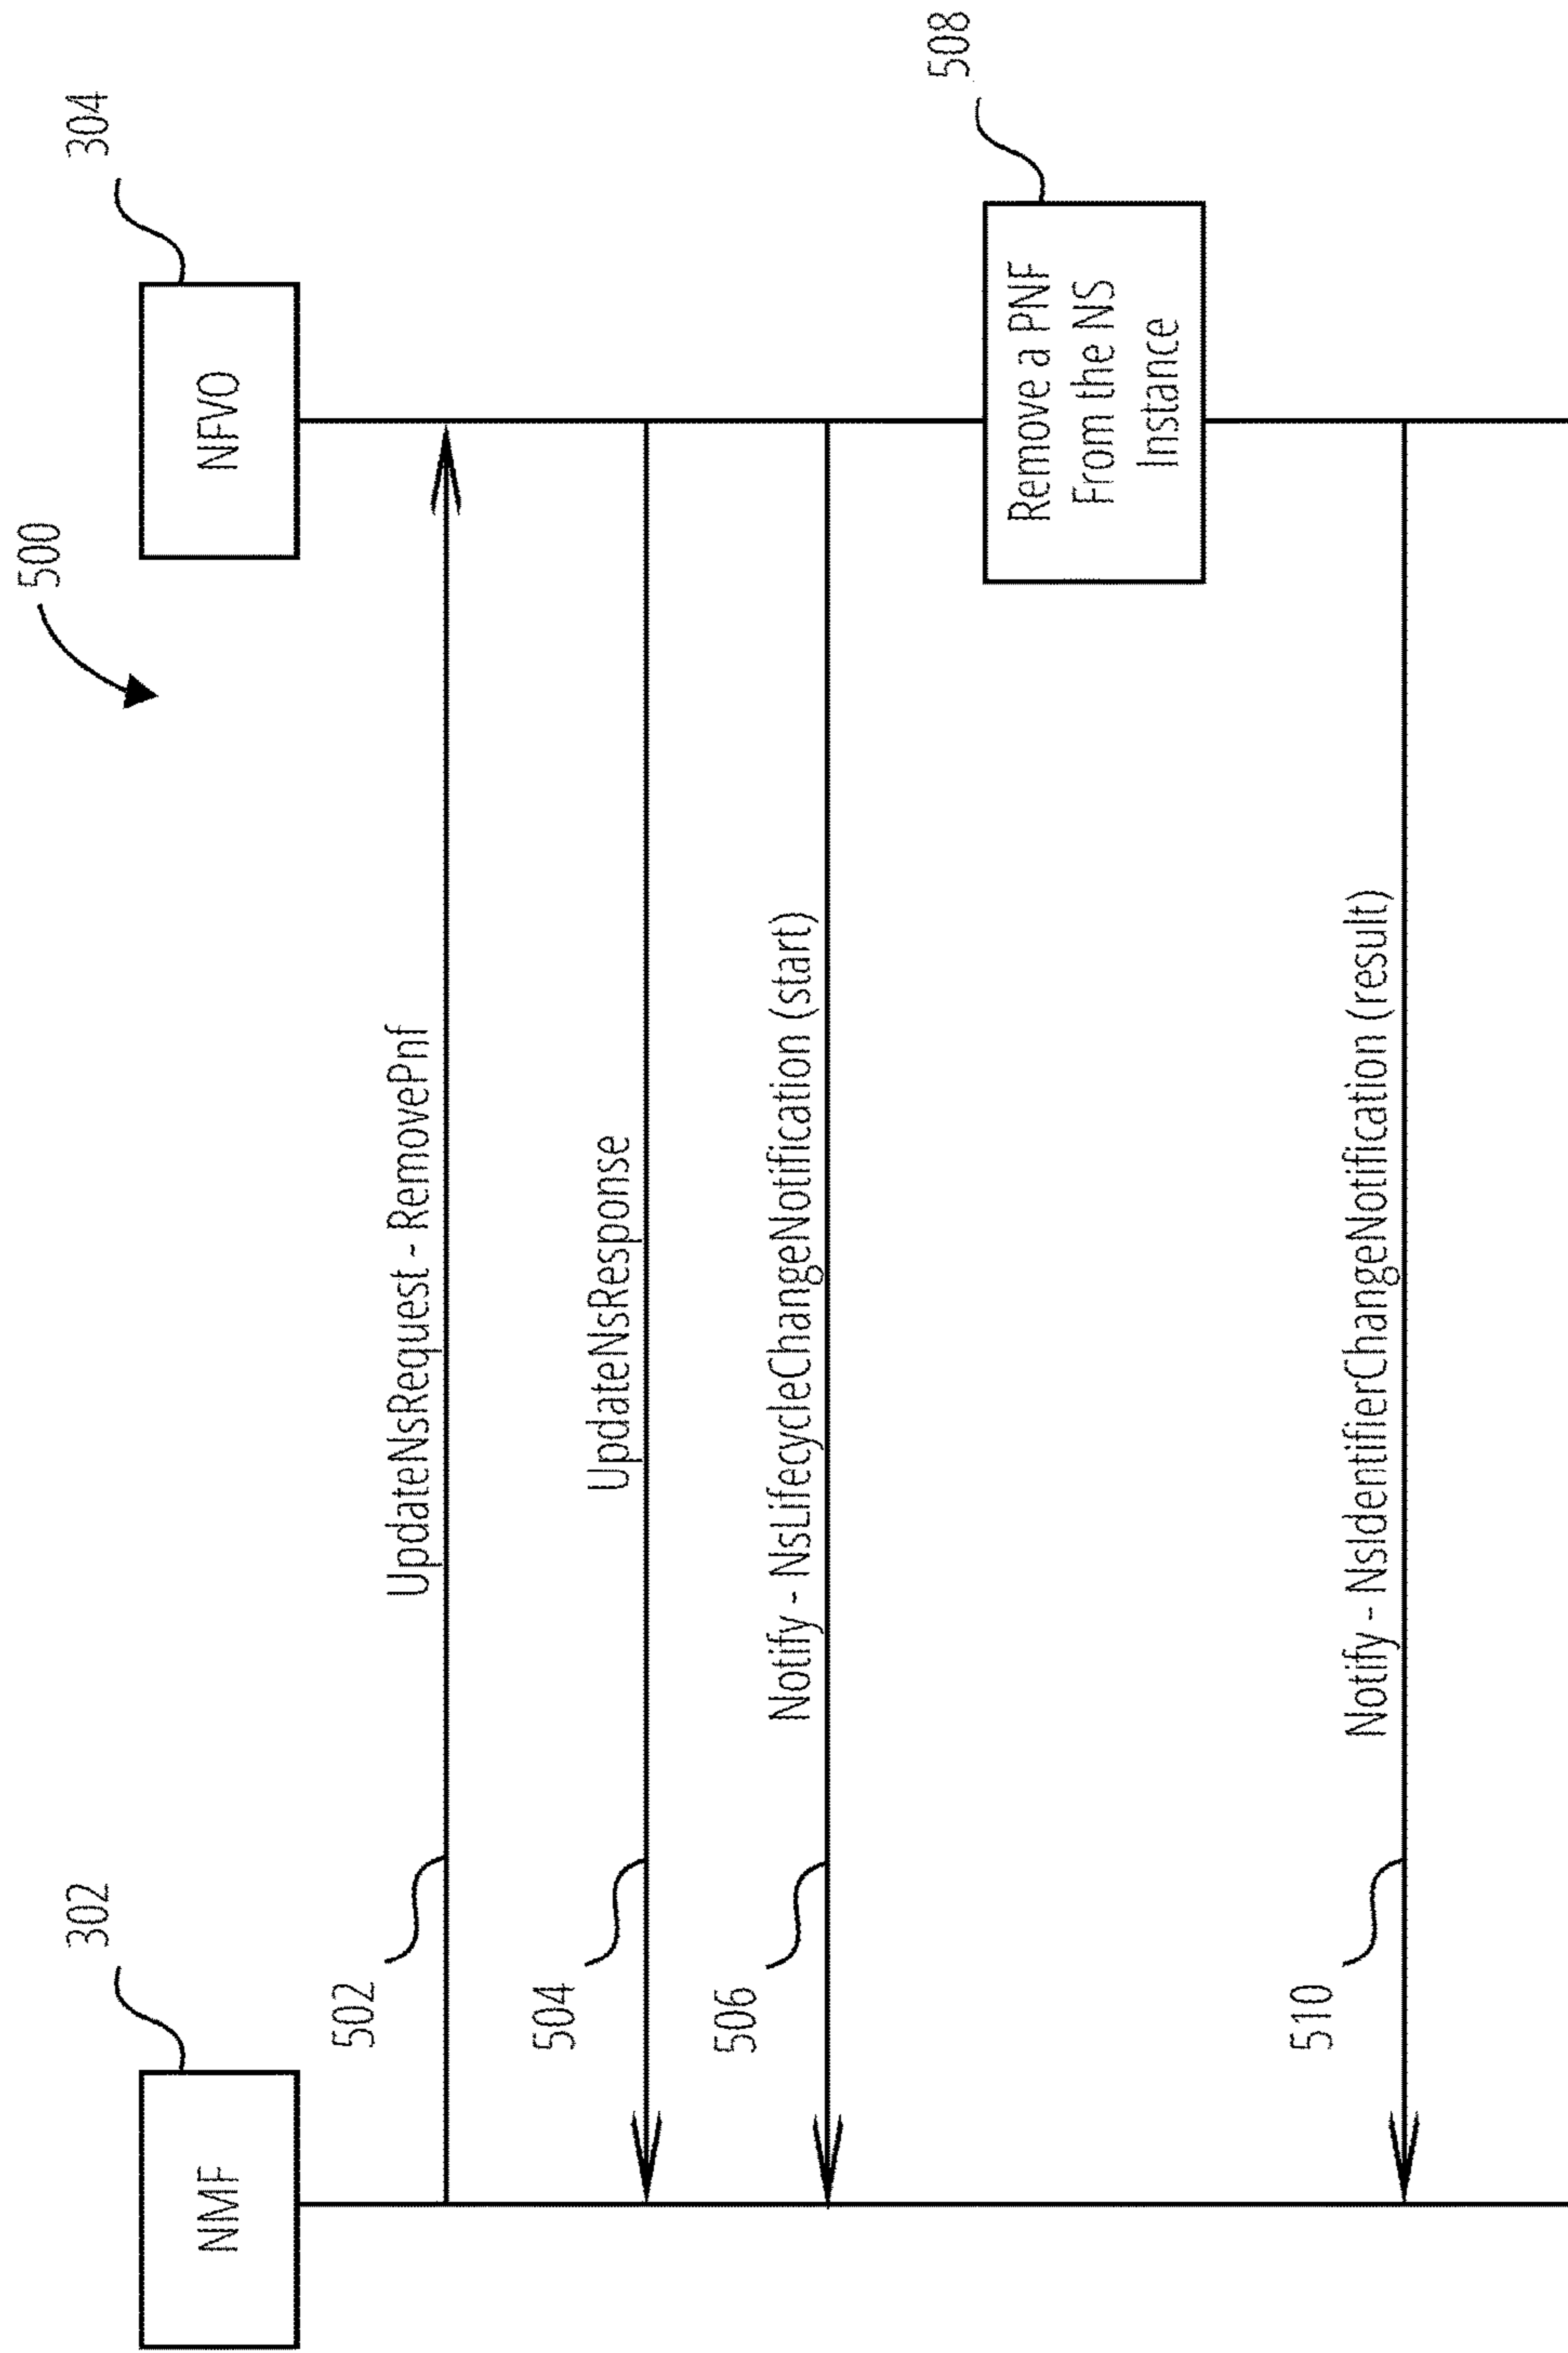 500
302
304
NMF
NFVO
502
UpdateNsRequest - RemovePnf
504
UpdateNsResponse
506
Notify - NsLifecycleChangeNotification (start)
508
Remove a PNF
From the NS
Instance
510
Notify - NsIdentifierChangeNotification (result)